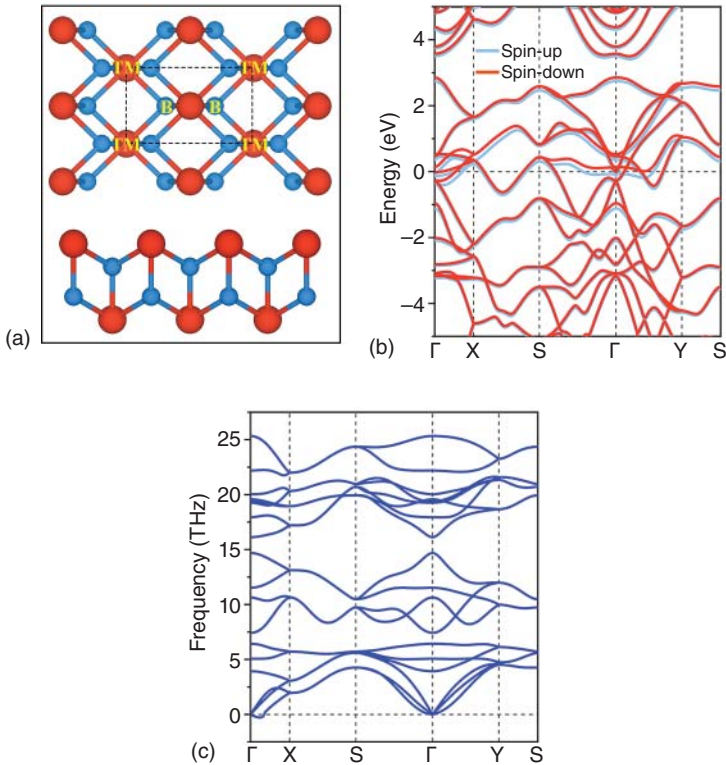 TM TM
B B
TM TM
(a)
Spin-up
Spin-down
Energy (eV)
4
2
0
−2
−4
Γ X S Γ Y S
(b)
Frequency (THz)
25
20
15
10
5
0
Γ X S Γ Y S
(c)